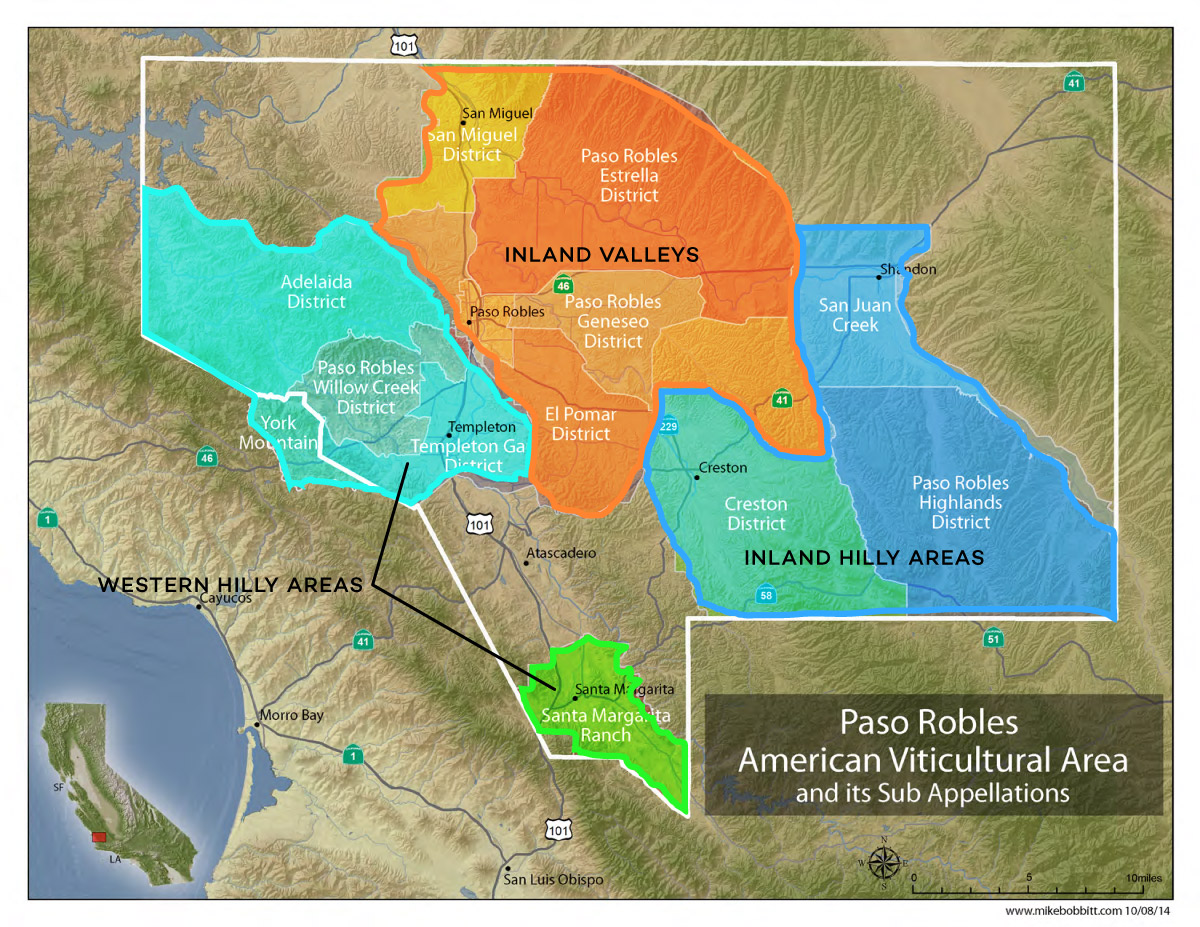 101
41
San Miguel
San Miguel
District
Paso Robles
Estrella
District
INLAND VALLEYS
Shandon
Adelaida
District
46
Paso Robles
Geneseo
District
Paso Robles
San Juan
Creek
Paso Robles
Willow Creek
District
41
El Pomar
District
229
York
Mountain
Templeton
Templeton Ga
District
46
Creston
Paso Robles
Highlands
District
Creston
District
1
101
Atascadero
INLAND HILLY AREAS
WESTERN HILLY AREAS
Cayucos
58
41
51
Santa Margarita
Santa Margarita
Ranch
Morro Bay
1
Paso Robles
American Viticultural Area
and its Sub Appellations
SF
LA
101
San Luis Obispo
N
W
E
S
0
5
10miles
www.mikebobbitt.com 10/08/14